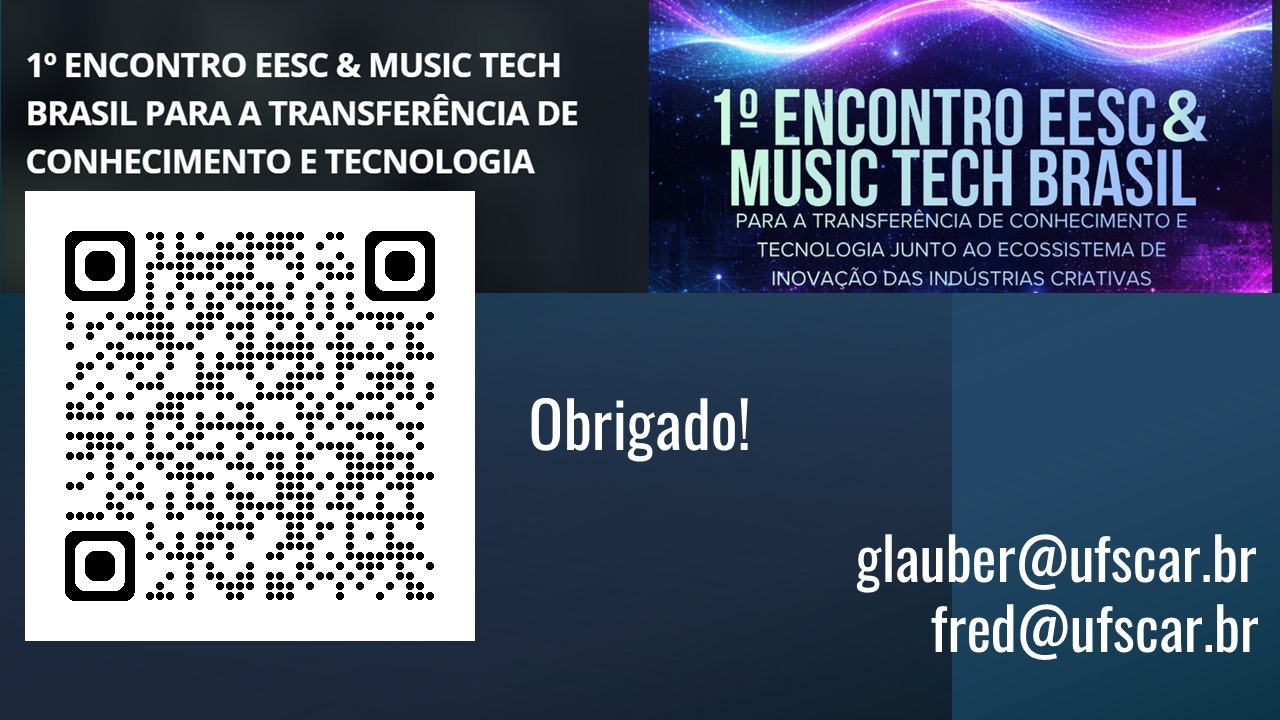 1º ENCONTRO EESC & MUSIC TECH
BRASIL PARA A TRANSFERÊNCIA DE
CONHECIMENTO E TECNOLOGIA
1º ENCONTRO EESC &
MUSIC TECH BRASIL
PARA A TRANSFERÊNCIA DE CONHECIMENTO E
TECNOLOGIA JUNTO AO ECOSSISTEMA DE
INOVAÇÃO DAS INDÚSTRIAS CRIATIVAS
Obrigado!
glauber@ufscar.br
fred@ufscar.br